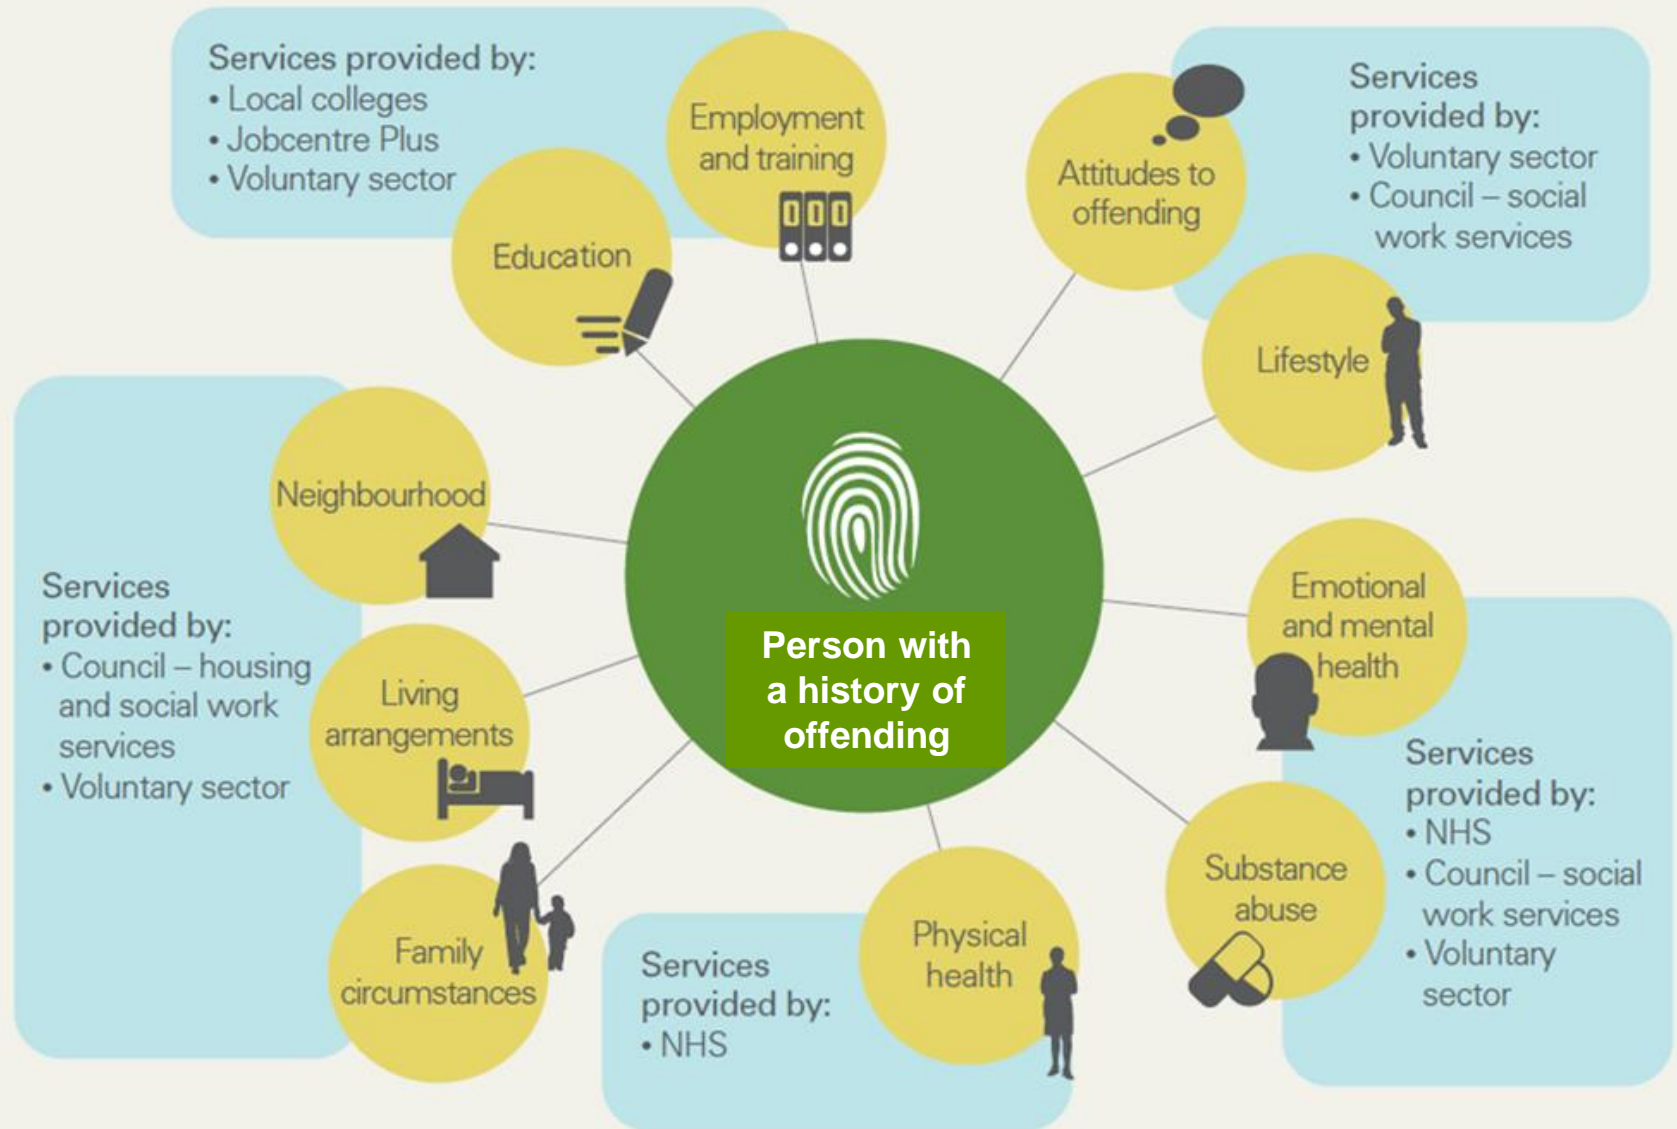 Services provided by:
• Local colleges
• Jobcentre Plus
• Voluntary sector
Employment
and training
Education
Attitudes to
offending
Services
provided by:
• Voluntary sector
• Council – social
work services
Lifestyle
Neighbourhood
Services
provided by:
• Council – housing
and social work
services
• Voluntary sector
Living
arrangements
Family
circumstances
Person with
a history of
offending
Emotional
and mental
health
Services
provided by:
• NHS
• Council – social
work services
• Voluntary
sector
Substance
abuse
Physical
health
Services
provided by:
• NHS